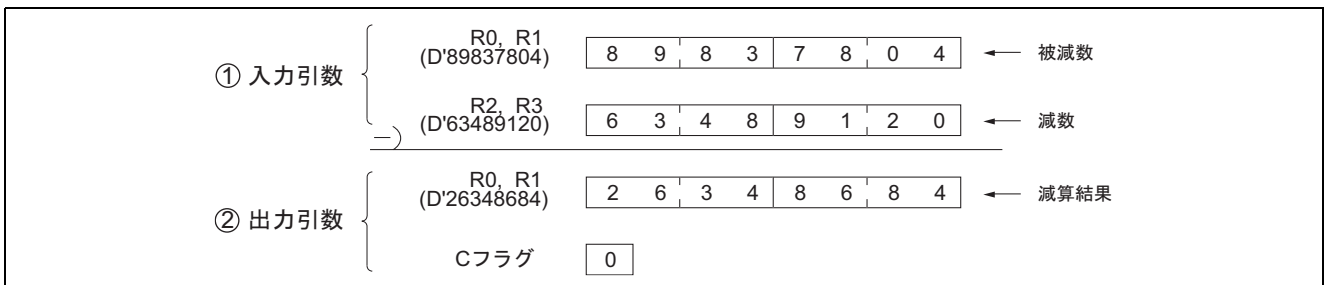 ① 入力引数
R0, R1
(D'89837804)
8 9 8 3 7 8 0 4
被減数
R2, R3
(D'63489120)
6 3 4 8 9 1 2 0
減数
−)
② 出力引数
R0, R1
(D'26348684)
2 6 3 4 8 6 8 4
減算結果
Cフラグ
0